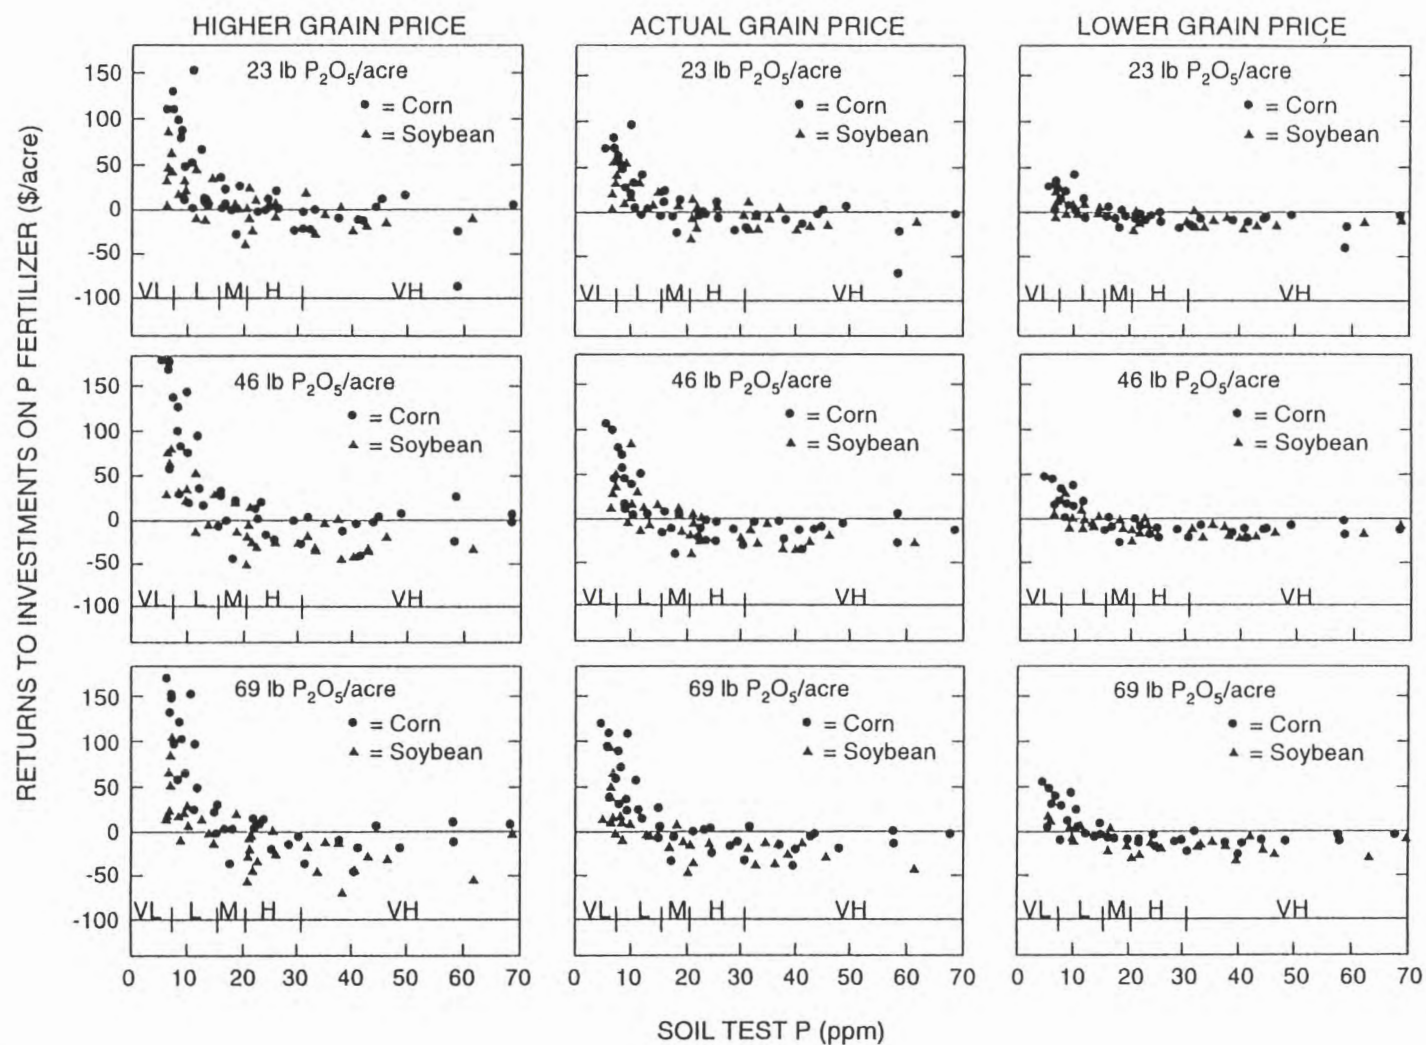 HIGHER GRAIN PRICE
ACTUAL GRAIN PRICE
LOWER GRAIN PRICE
RETURNS TO INVESTMENTS ON P FERTILIZER ($/acre)
150
100
50
0
-50
-100
23 lb P₂O₅/acre
● = Corn
▲ = Soybean
VL L M H VH
23 lb P₂O₅/acre
● = Corn
▲ = Soybean
VL L M H VH
23 lb P₂O₅/acre
● = Corn
▲ = Soybean
VL L M H VH
150
100
50
0
-50
-100
46 lb P₂O₅/acre
● = Corn
▲ = Soybean
VL L M H VH
46 lb P₂O₅/acre
● = Corn
▲ = Soybean
VL L M H VH
46 lb P₂O₅/acre
● = Corn
▲ = Soybean
VL L M H VH
150
100
50
0
-50
-100
69 lb P₂O₅/acre
● = Corn
▲ = Soybean
VL L M H VH
69 lb P₂O₅/acre
● = Corn
▲ = Soybean
VL L M H VH
69 lb P₂O₅/acre
● = Corn
▲ = Soybean
VL L M H VH
0 10 20 30 40 50 60 70
0 10 20 30 40 50 60 70
0 10 20 30 40 50 60 70
SOIL TEST P (ppm)